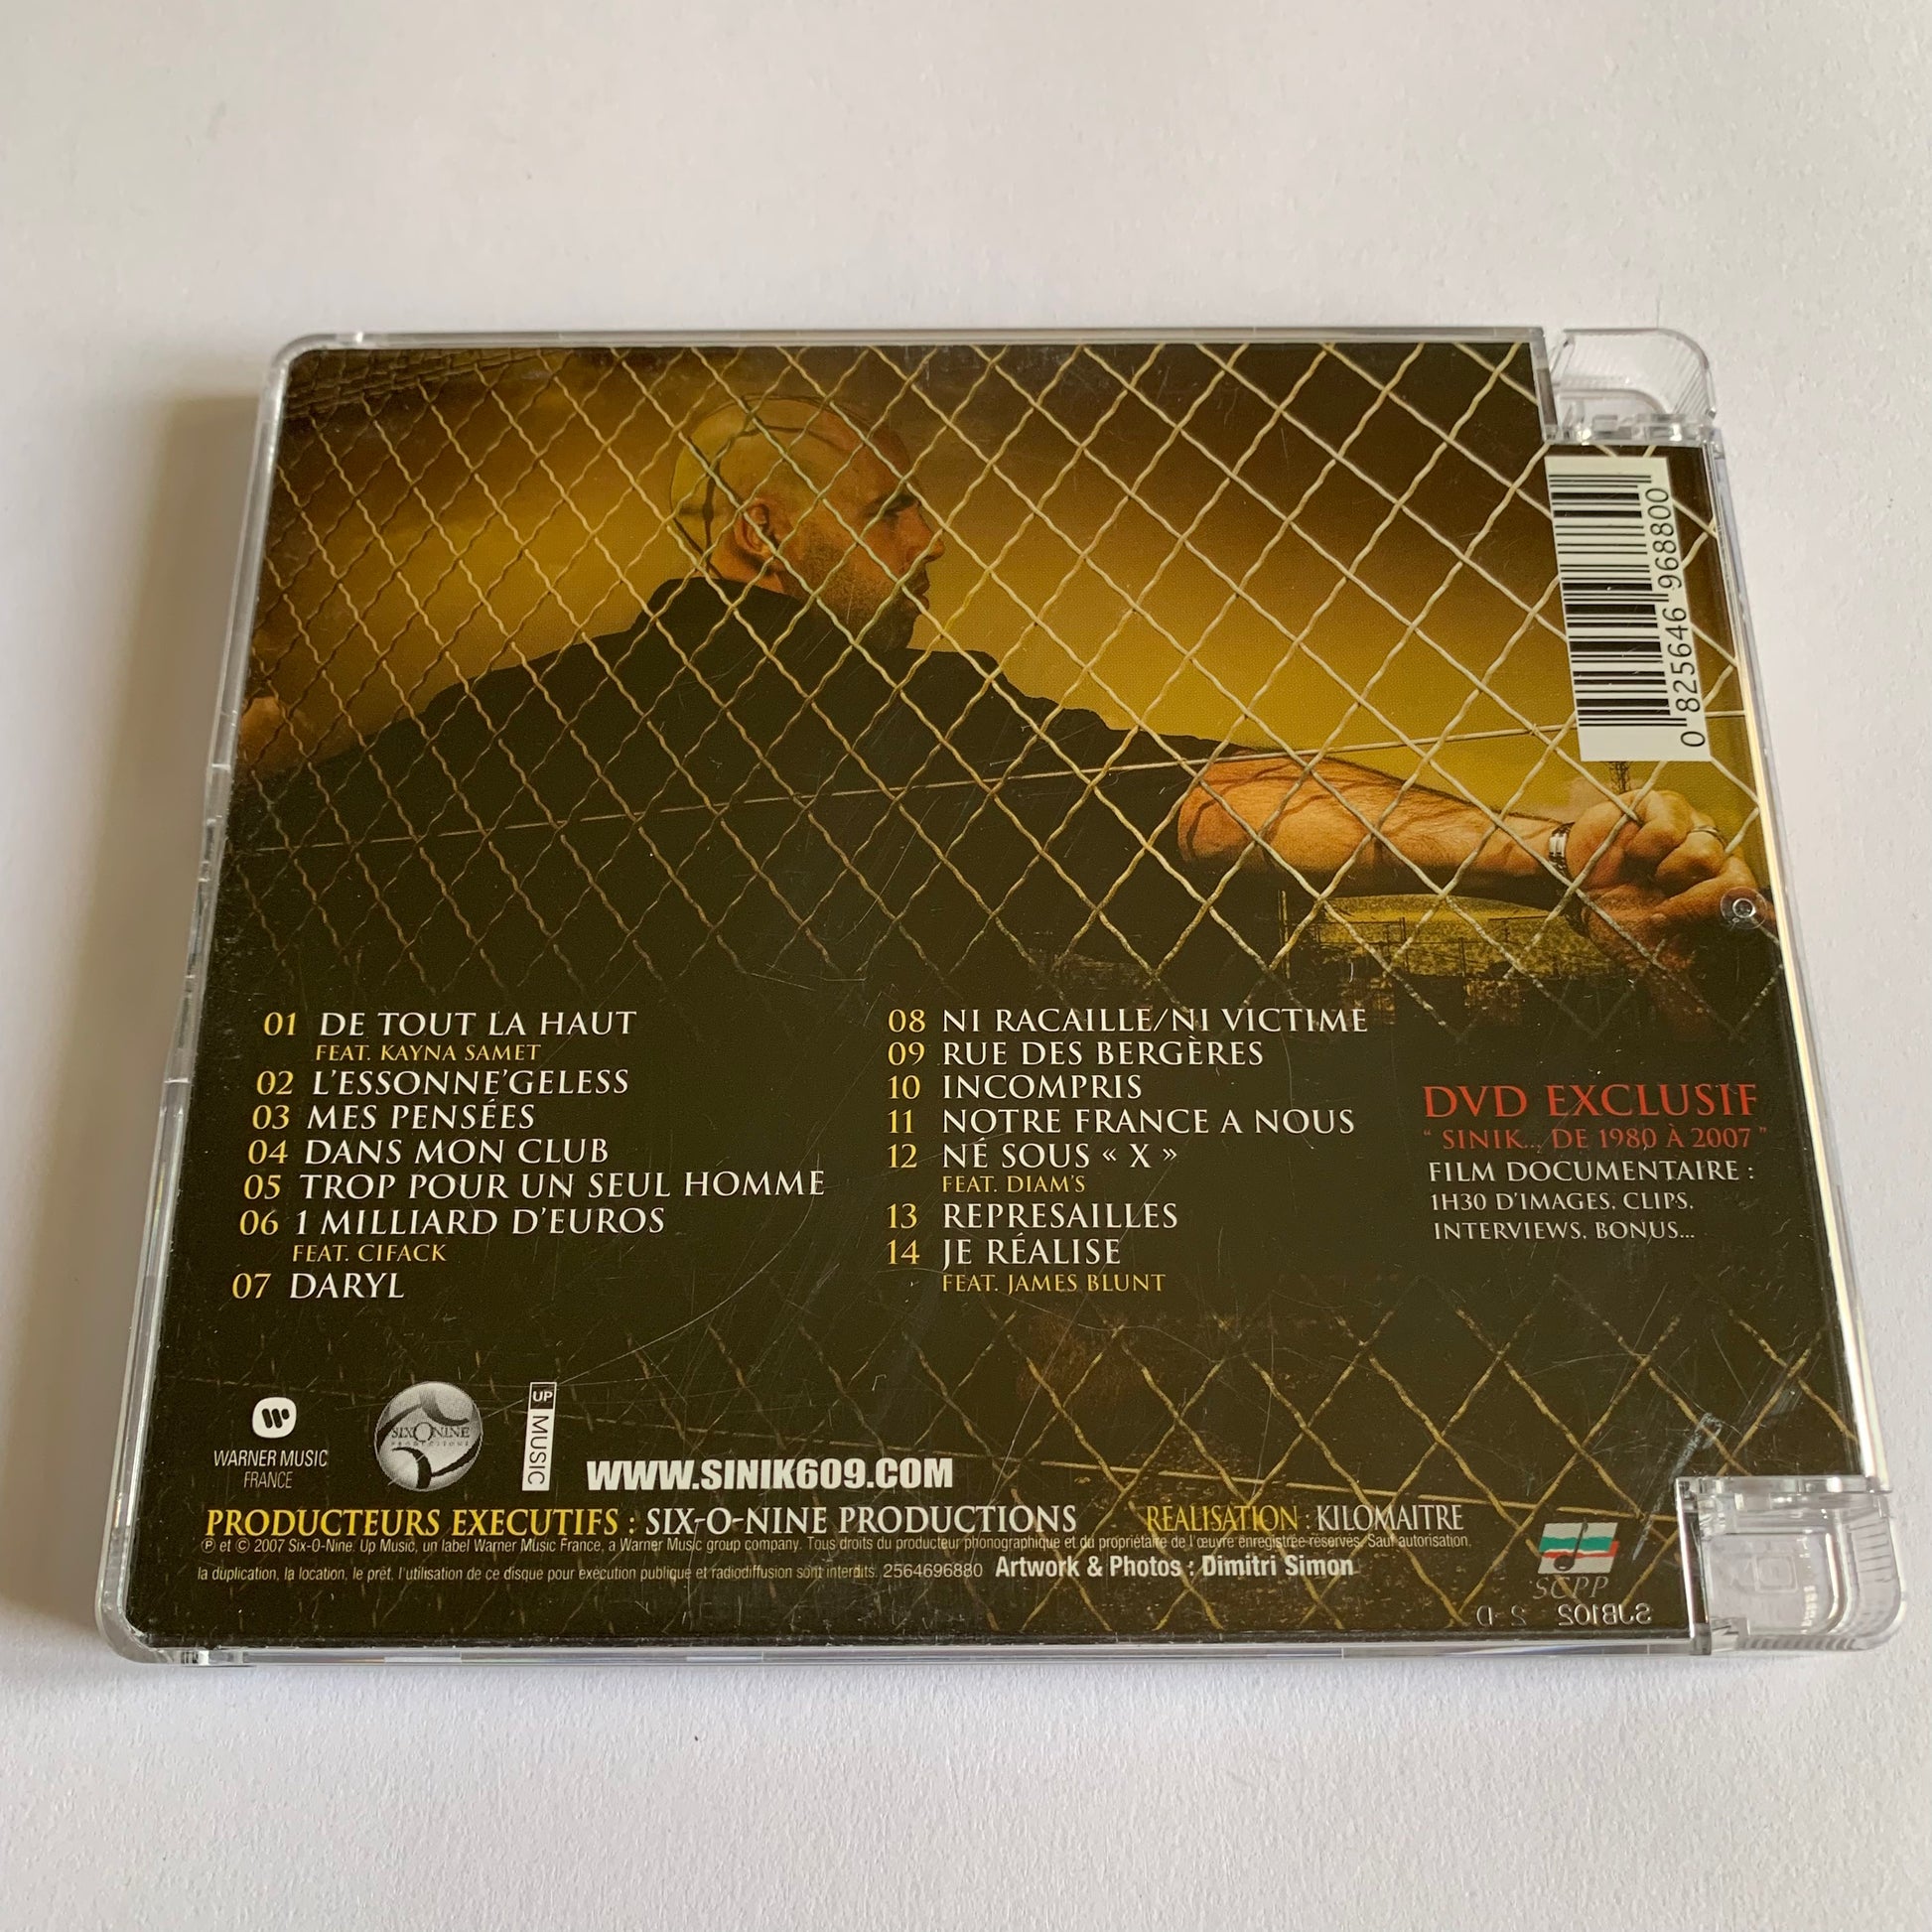 0 825646 968800
01 DE TOUT LA HAUT
FEAT. KAYNA SAMET
02 L'ESSONNE'GELESS
03 MES PENSÉES
04 DANS MON CLUB
05 TROP POUR UN SEUL HOMME
06 1 MILLIARD D'EUROS
FEAT. CIFACK
07 DARYL
08 NI RACAILLE/NI VICTIME
09 RUE DES BERGÈRES
10 INCOMPRIS
11 NOTRE FRANCE A NOUS
12 NÉ SOUS « X »
FEAT. DIAM'S
13 REPRESAILLES
14 JE RÉALISE
FEAT. JAMES BLUNT
DVD EXCLUSIF
" SINIK... DE 1980 À 2007 "
FILM DOCUMENTAIRE :
1H30 D'IMAGES, CLIPS,
INTERVIEWS, BONUS...
WARNER MUSIC
FRANCE
SIXONINE
PRODUCTIONS
UP
MUSIC
WWW.SINIK609.COM
PRODUCTEURS EXECUTIFS : SIX-O-NINE PRODUCTIONS RÉALISATION : KILOMAITRE
℗ et © 2007 Six-O-Nine. Up Music, un label Warner Music France, a Warner Music group company. Tous droits du producteur phonographique et du propriétaire de l'œuvre enregistrée réservés. Sauf autorisation,
la duplication, la location, le prêt, l'utilisation de ce disque pour exécution publique et radiodiffusion sont interdits. 2564696880 Artwork & Photos : Dimitri Simon
SCPP
SJB102 2-D